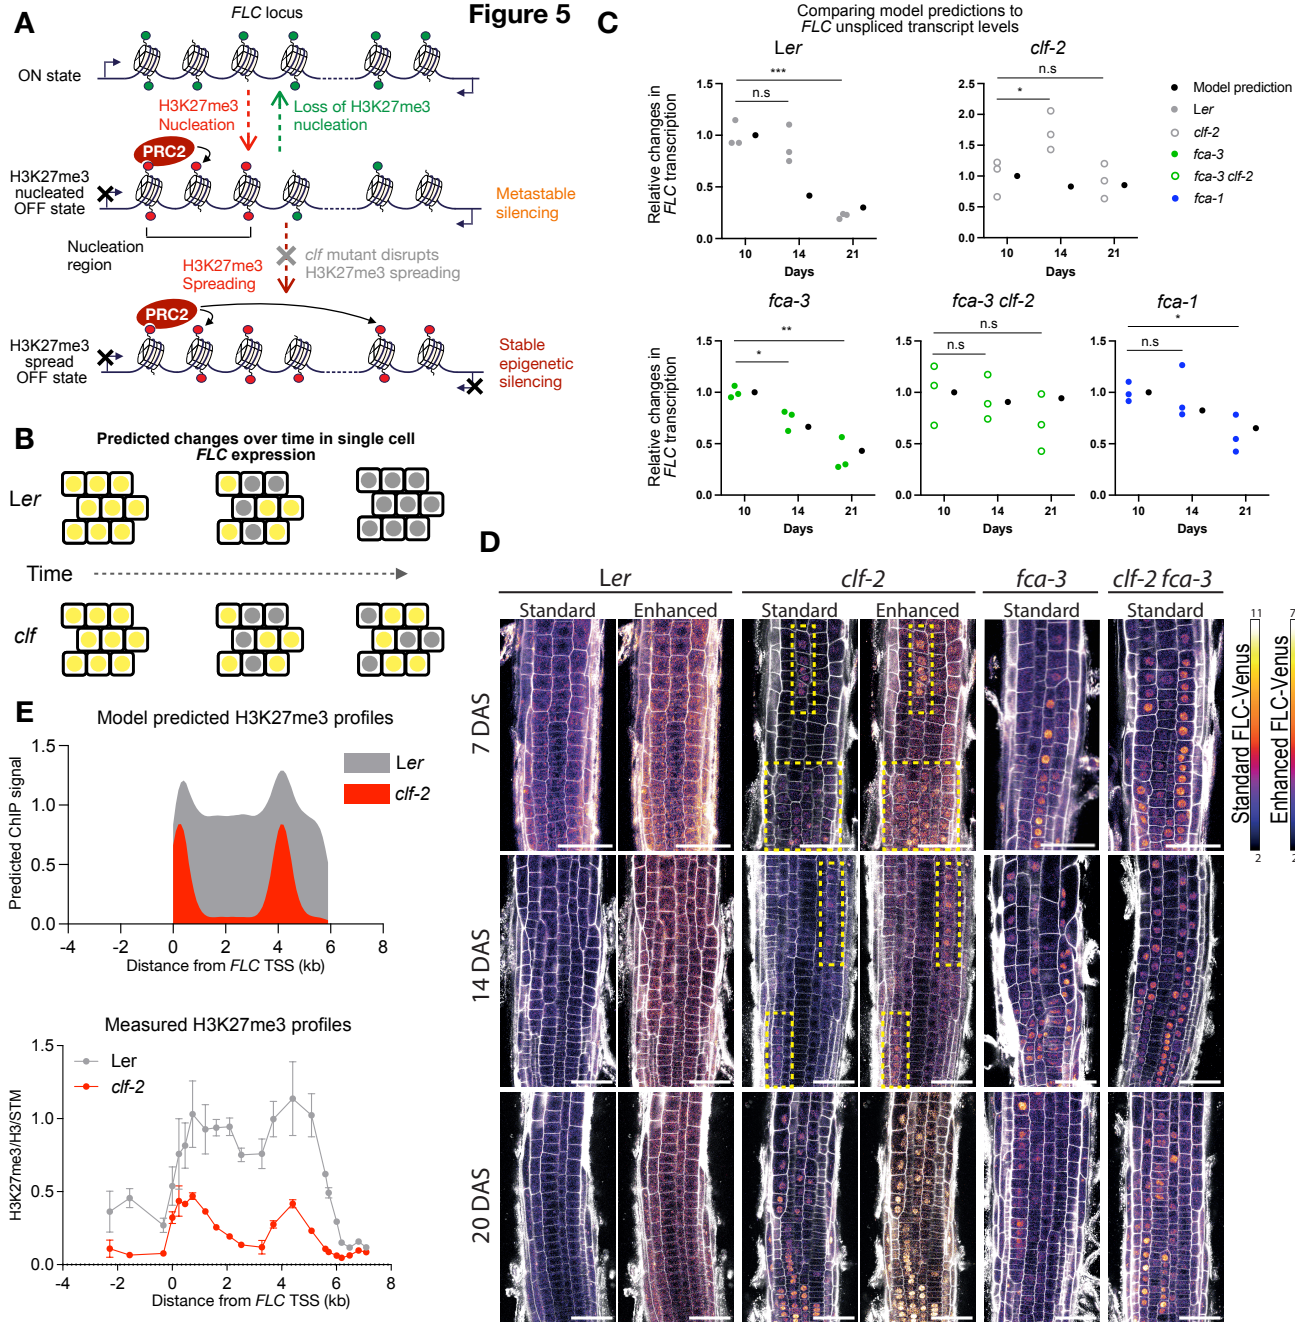 Figure 5
A
FLC locus
ON state
H3K27me3
Nucleation
Loss of H3K27me3
nucleation
PRC2
H3K27me3
nucleated
OFF state
Metastable
silencing
Nucleation
region
clf mutant disrupts
H3K27me3 spreading
H3K27me3
Spreading
PRC2
H3K27me3
spread
OFF state
Stable
epigenetic
silencing
B
Predicted changes over time in single cell
FLC expression
Ler
Time
clf
C
Comparing model predictions to
FLC unspliced transcript levels
Ler
Relative changes in
FLC transcription
1.5
1.0
0.5
0.0
***
n.s
10 14 21
Days
clf-2
2.5
2.0
1.5
1.0
0.5
0.0
n.s
*
10 14 21
Days
Model prediction
Ler
clf-2
fca-3
fca-3 clf-2
fca-1
fca-3
Relative changes in
FLC transcription
1.5
1.0
0.5
0.0
**
*
10 14 21
Days
fca-3 clf-2
1.5
1.0
0.5
0.0
n.s
n.s
10 14 21
Days
fca-1
1.5
1.0
0.5
0.0
*
n.s
10 14 21
Days
D
Ler clf-2 fca-3 clf-2 fca-3
Standard Enhanced Standard Enhanced Standard Standard
7 DAS
14 DAS
20 DAS
11
Standard FLC-Venus
2
7
Enhanced FLC-Venus
2
E
Model predicted H3K27me3 profiles
Predicted ChIP signal
1.5
1.0
0.5
0.0
Ler
clf-2
-4 -2 0 2 4 6 8
Distance from FLC TSS (kb)
Measured H3K27me3 profiles
H3K27me3/H3/STM
1.5
1.0
0.5
0.0
Ler
clf-2
-4 -2 0 2 4 6 8
Distance from FLC TSS (kb)